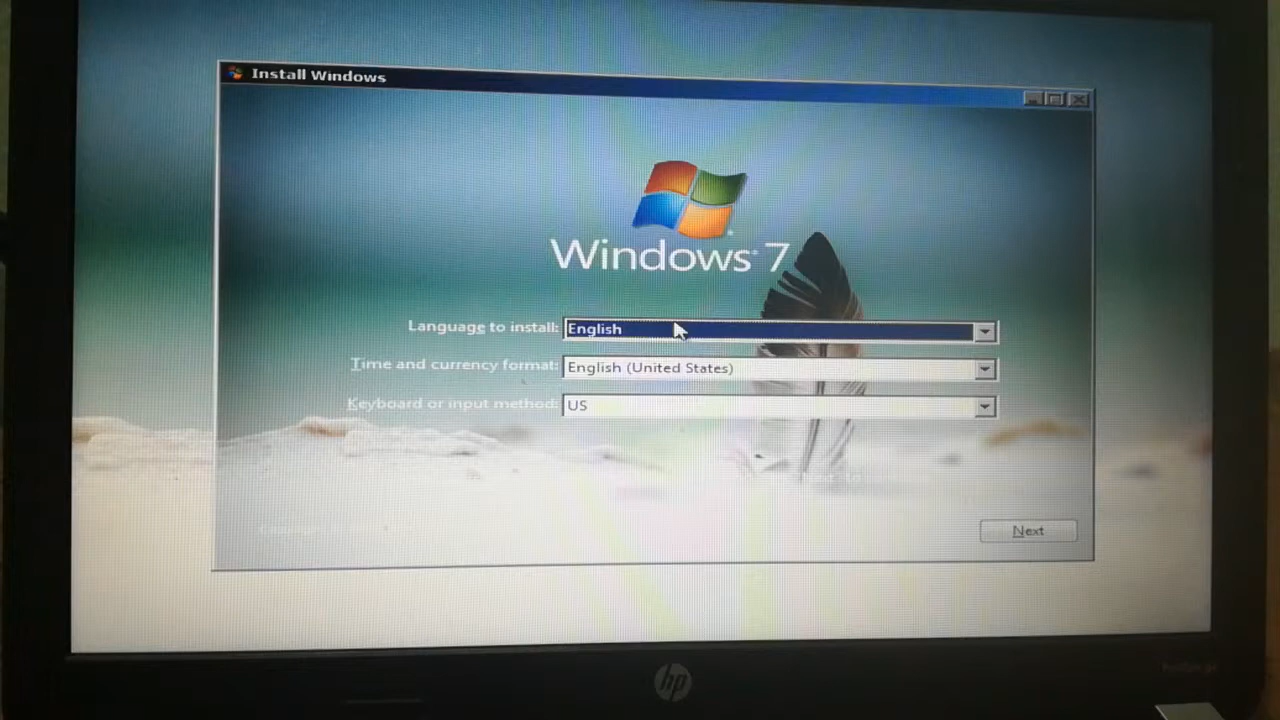 Install Windows
Windows 7
Language to install: English
Time and currency format: English (United States)
Keyboard or input method: US
Next
hp